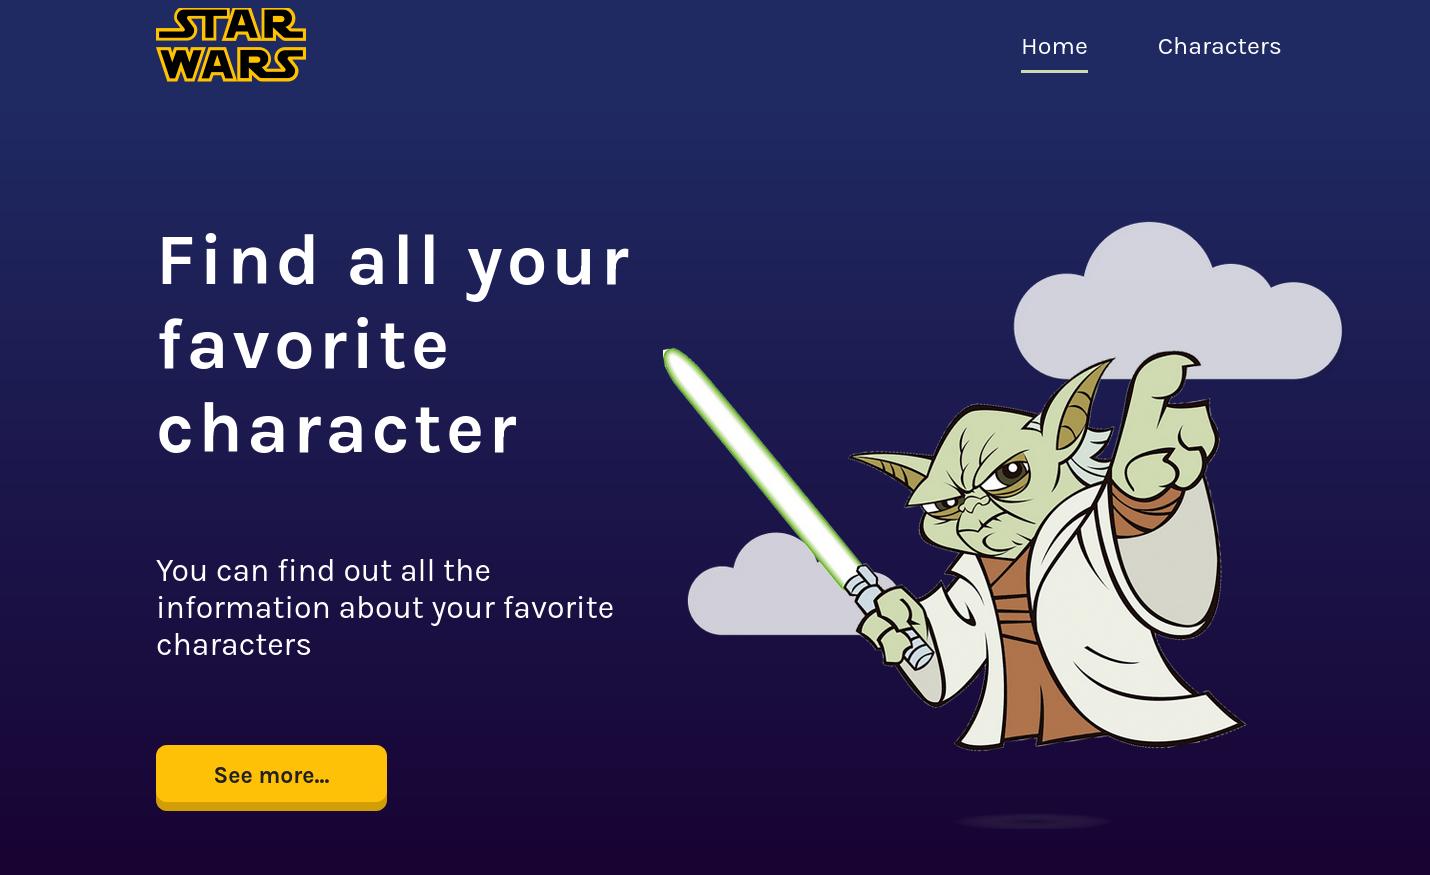 STAR
WARS
Home
Characters
Find all your
favorite
character
You can find out all the
information about your favorite
characters
See more...